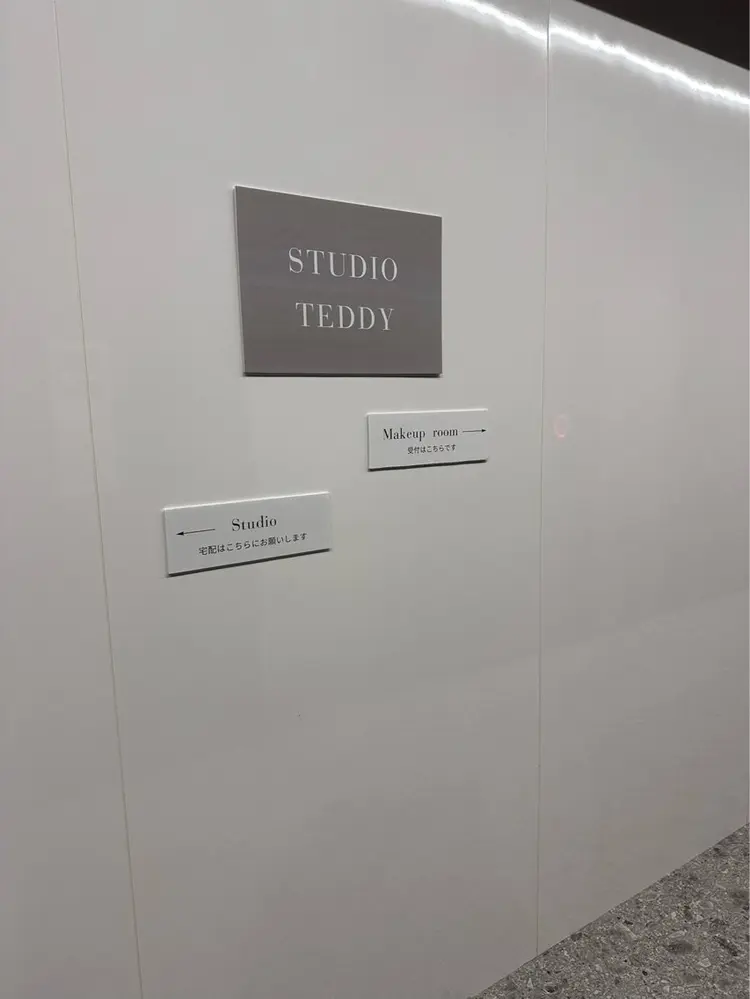 STUDIO
TEDDY
Makeup room
受付はこちらです
Studio
宅配はこちらにお願いします